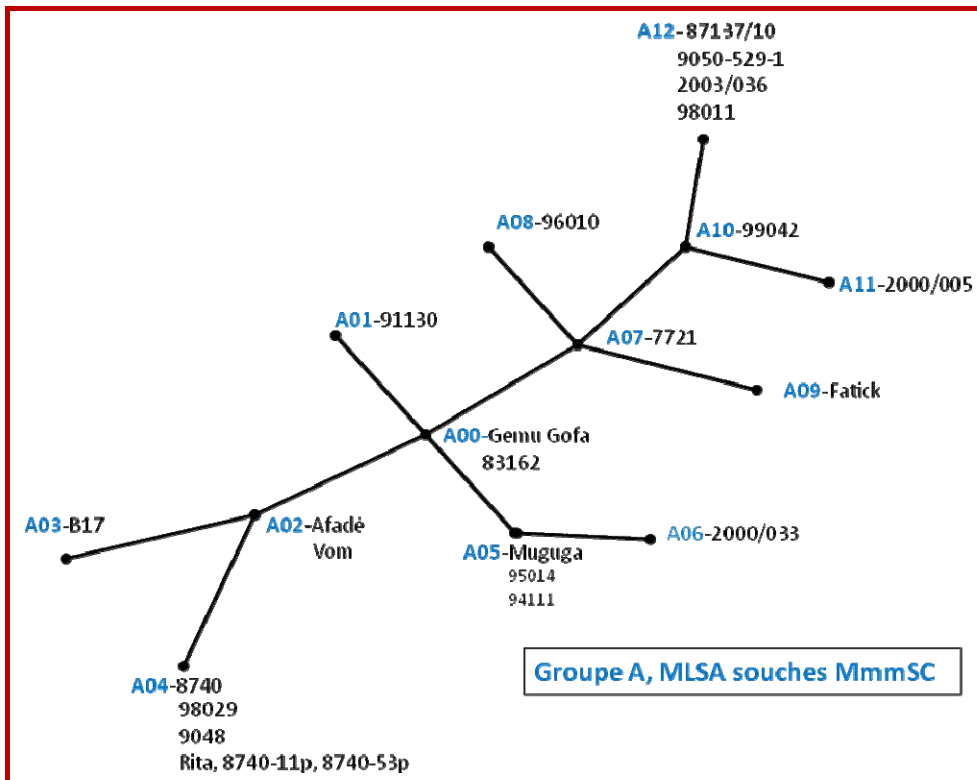 A12-87137/10
9050-529-1
2003/036
98011
A08-96010
A10-99042
A11-2000/005
A01-91130
A07-7721
A09-Fatick
A00-Gemu Gofa
83162
A03-B17
A02-Afadé
Vom
A05-Muguga
95014
94111
A06-2000/033
A04-8740
98029
9048
Rita, 8740-11p, 8740-53p
Groupe A, MLSA souches MmmSC